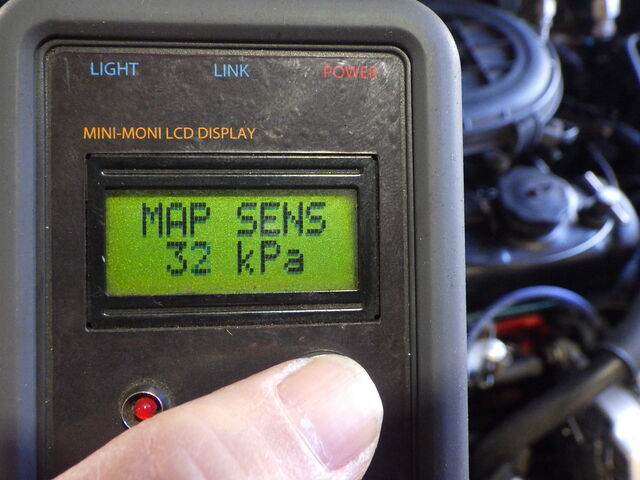 LIGHT LINK POWER
MINI-MONI LCD DISPLAY
MAP SENS
32 kPa